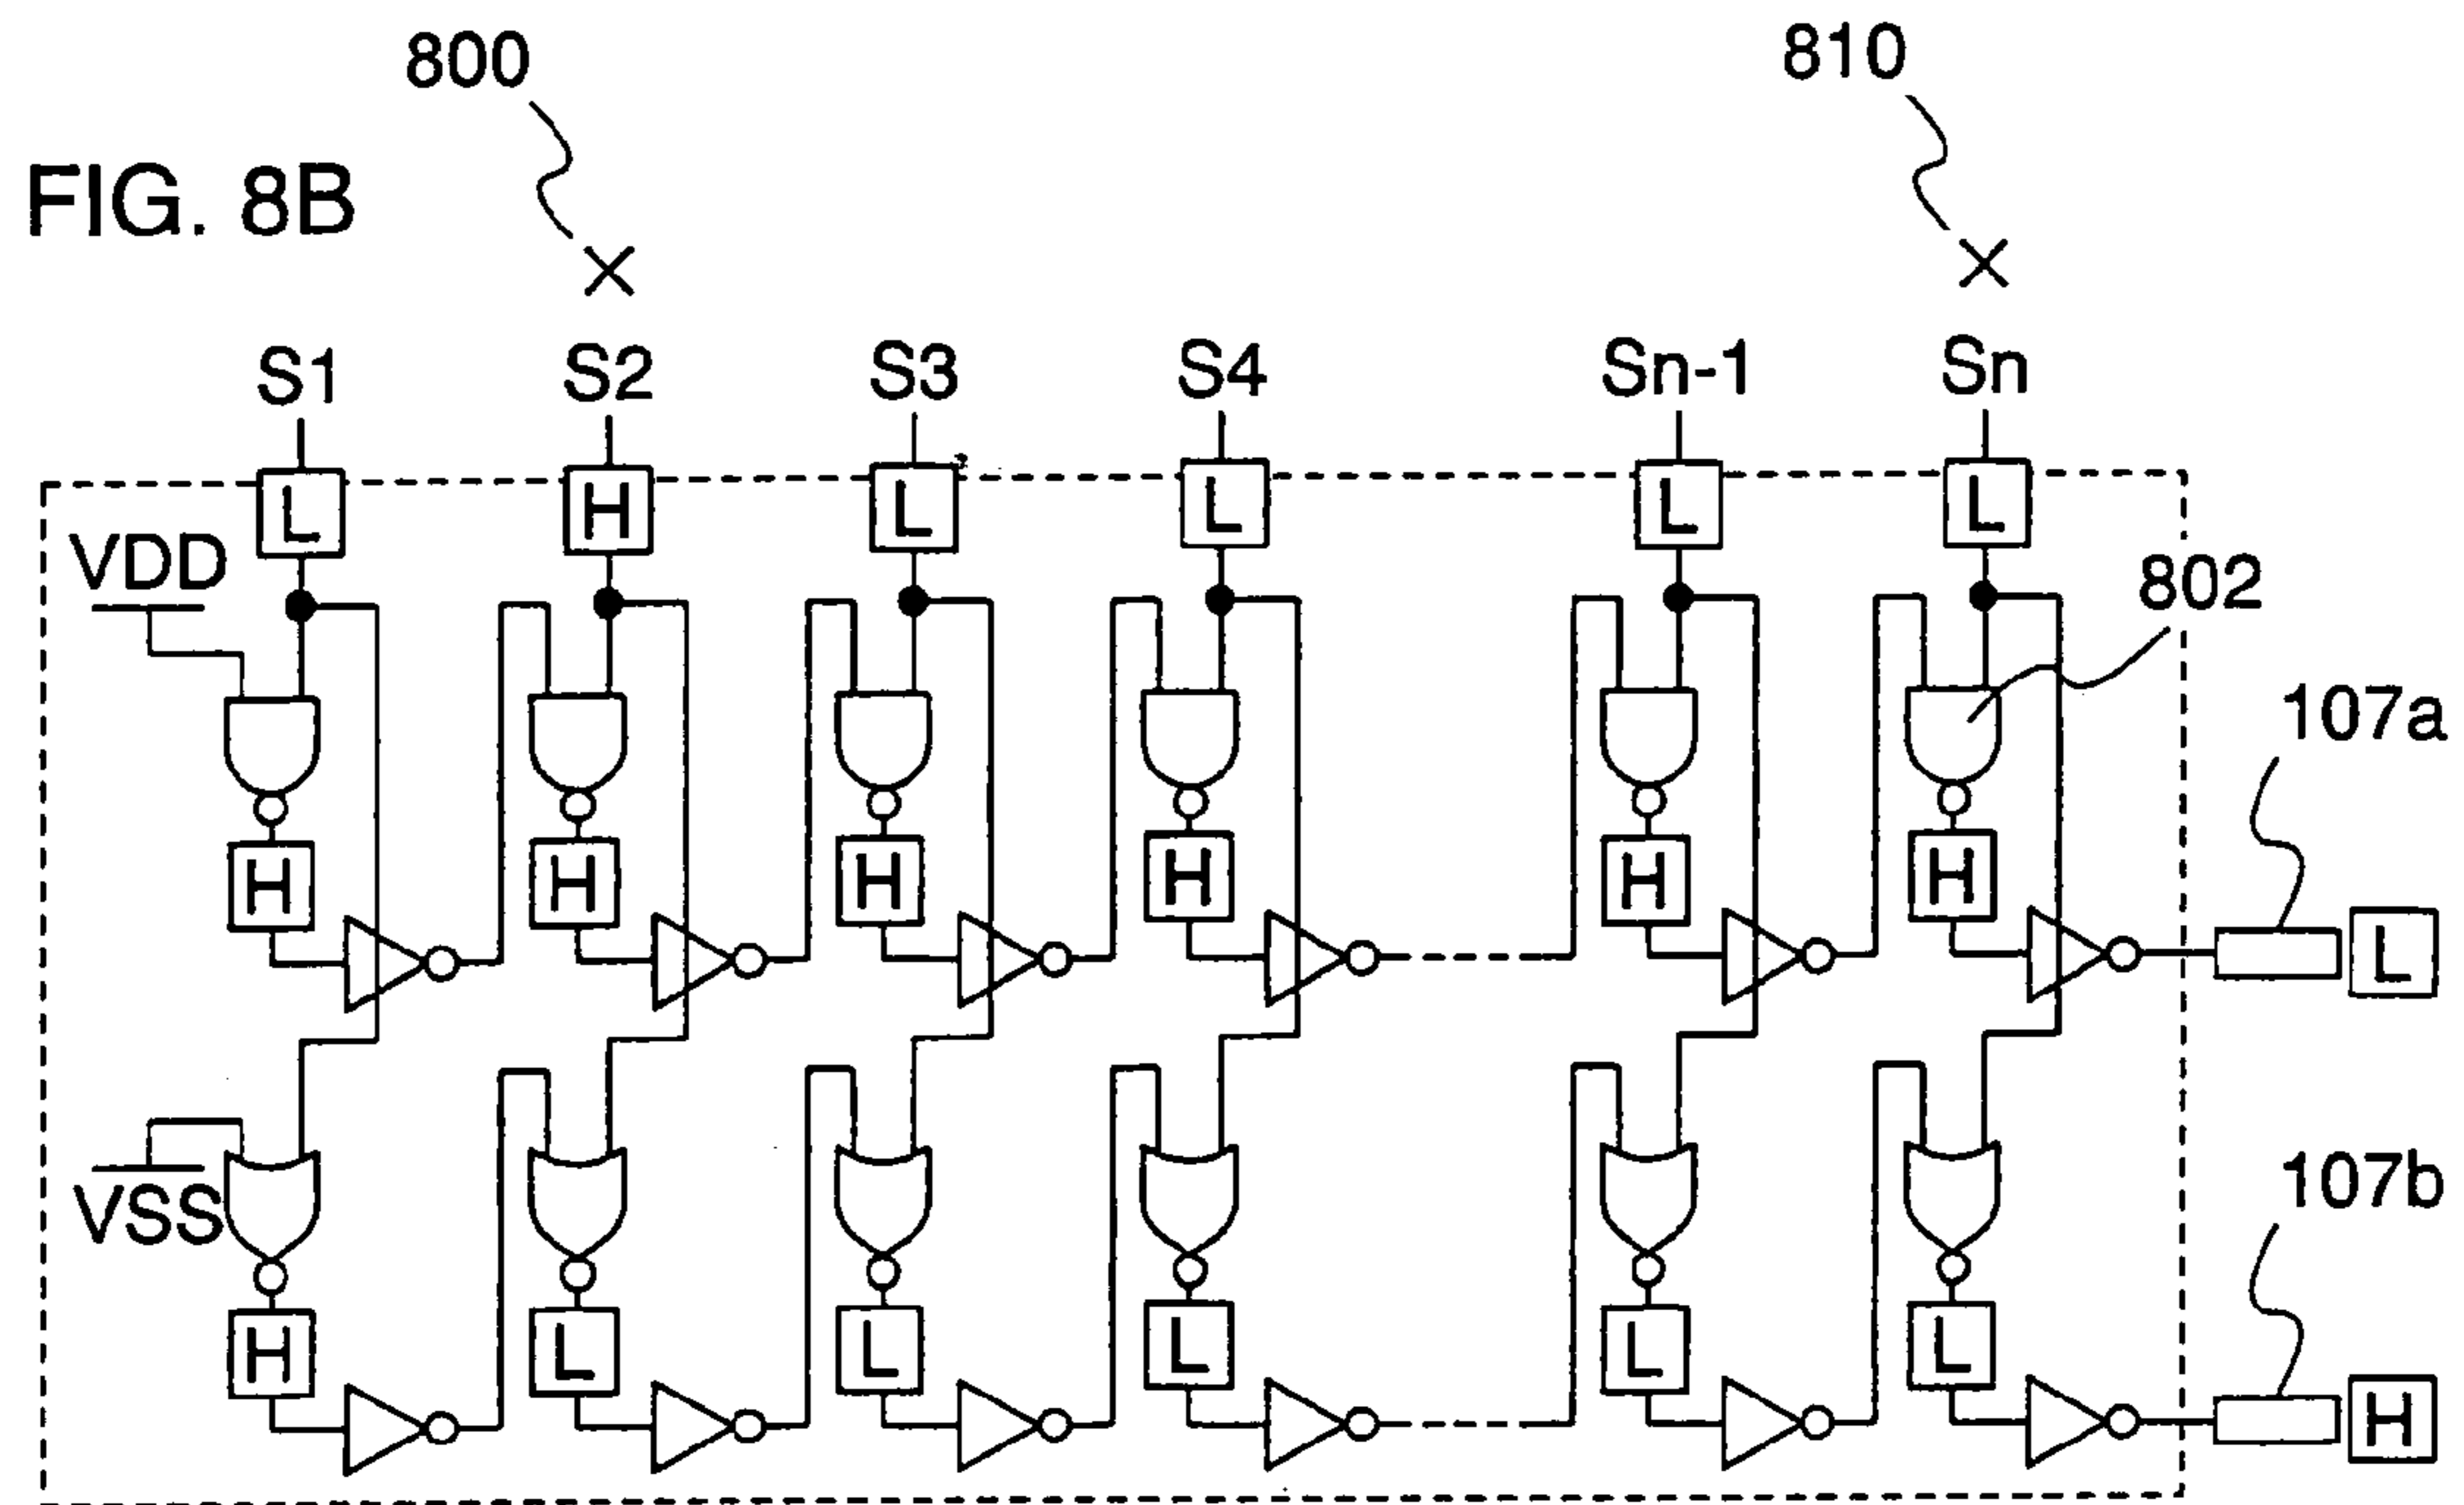 800
810
FIG. 8B
S1 S2 S3 S4 Sn-1 Sn
L H L L L L
VDD
802
107a
H H H H H H
L
VSS
107b
H L L L L L
H